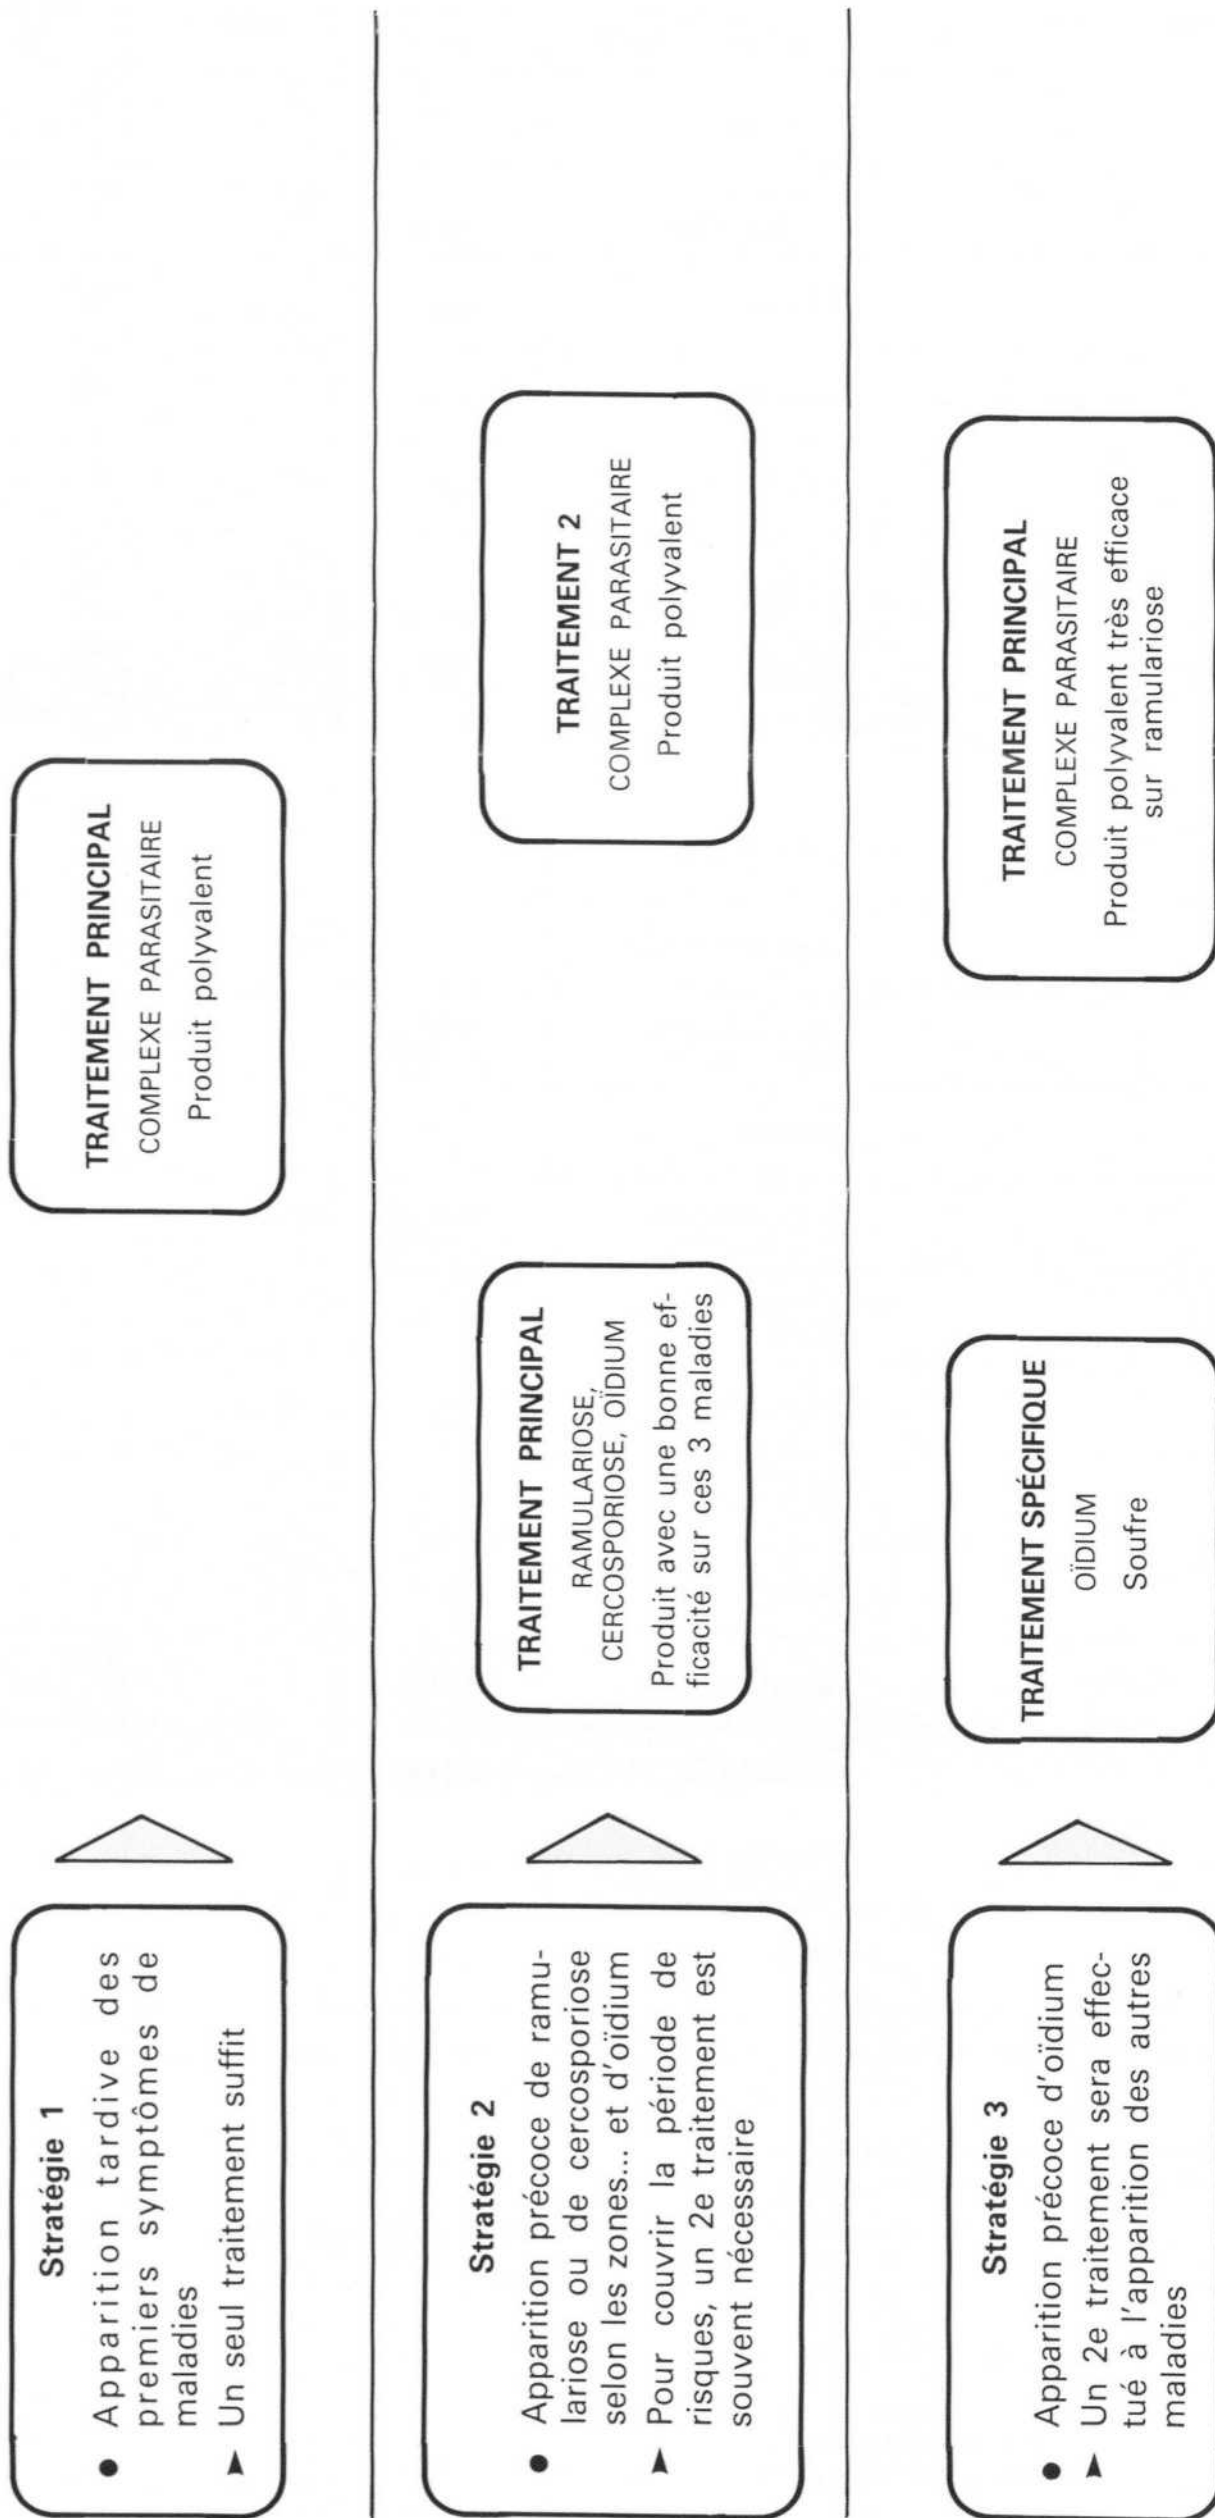 Stratégie 1
● Apparition tardive des
premiers symptômes de
maladies
➤ Un seul traitement suffit
TRAITEMENT PRINCIPAL
COMPLEXE PARASITAIRE
Produit polyvalent
Stratégie 2
● Apparition précoce de ramu-
lariose ou de cercosporiose
selon les zones... et d'oïdium
➤ Pour couvrir la période de
risques, un 2e traitement est
souvent nécessaire
TRAITEMENT PRINCIPAL
RAMULARIOSE,
CERCOSPORIOSE, OÏDIUM
Produit avec une bonne ef-
ficacité sur ces 3 maladies
TRAITEMENT 2
COMPLEXE PARASITAIRE
Produit polyvalent
Stratégie 3
● Apparition précoce d'oïdium
➤ Un 2e traitement sera effec-
tué à l'apparition des autres
maladies
TRAITEMENT SPÉCIFIQUE
OÏDIUM
Soufre
TRAITEMENT PRINCIPAL
COMPLEXE PARASITAIRE
Produit polyvalent très efficace
sur ramulariose